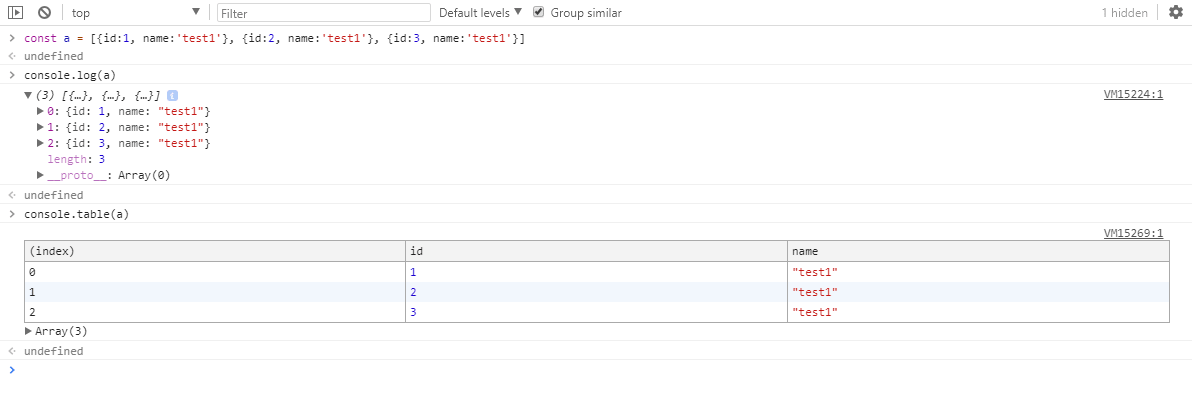 top Filter Default levels Group similar 1 hidden
const a = [{id:1, name:'test1'}, {id:2, name:'test1'}, {id:3, name:'test1'}]
undefined
console.log(a)
VM15224:1
(3) [{…}, {…}, {…}] i
0: {id: 1, name: "test1"}
1: {id: 2, name: "test1"}
2: {id: 3, name: "test1"}
length: 3
__proto__: Array(0)
undefined
console.table(a)
VM15269:1
(index) id name
0 1 "test1"
1 2 "test1"
2 3 "test1"
Array(3)
undefined